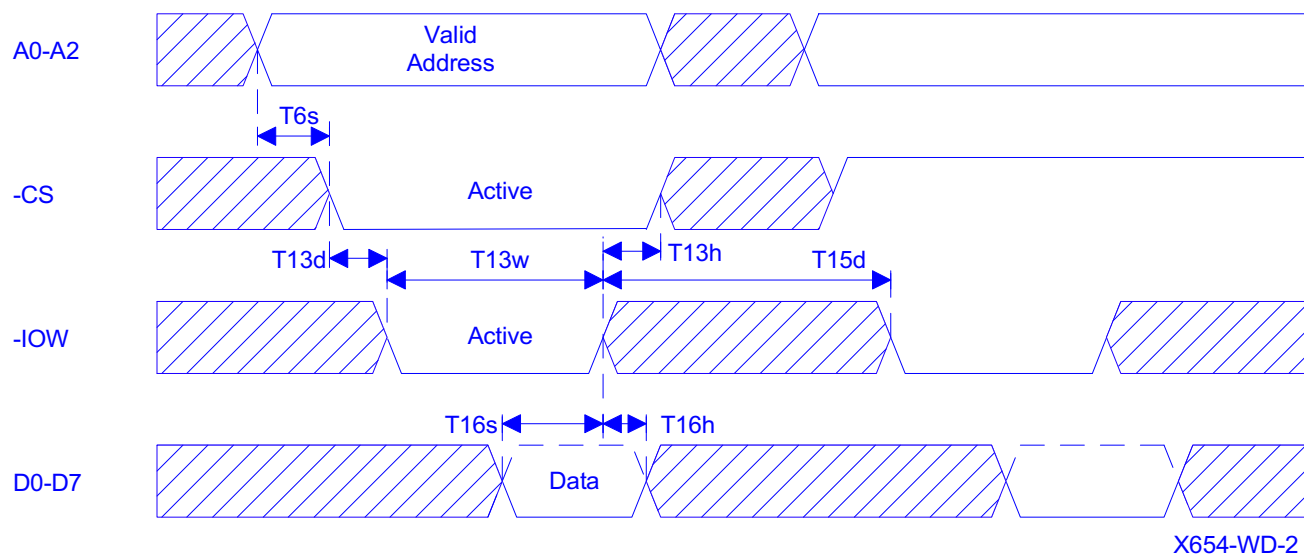 A0-A2
Valid
Address
T6s
-CS
Active
T13d
T13w
T13h
T15d
-IOW
Active
T16s
T16h
D0-D7
Data
X654-WD-2